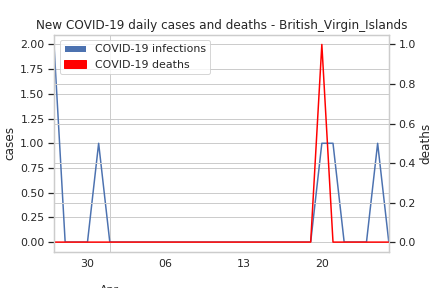 New COVID-19 daily cases and deaths - British_Virgin_Islands
COVID-19 infections
COVID-19 deaths
2.00
1.75
1.50
1.25
1.00
0.75
0.50
0.25
0.00
cases
1.0
0.8
0.6
0.4
0.2
0.0
deaths
30 06 13 20
Apr